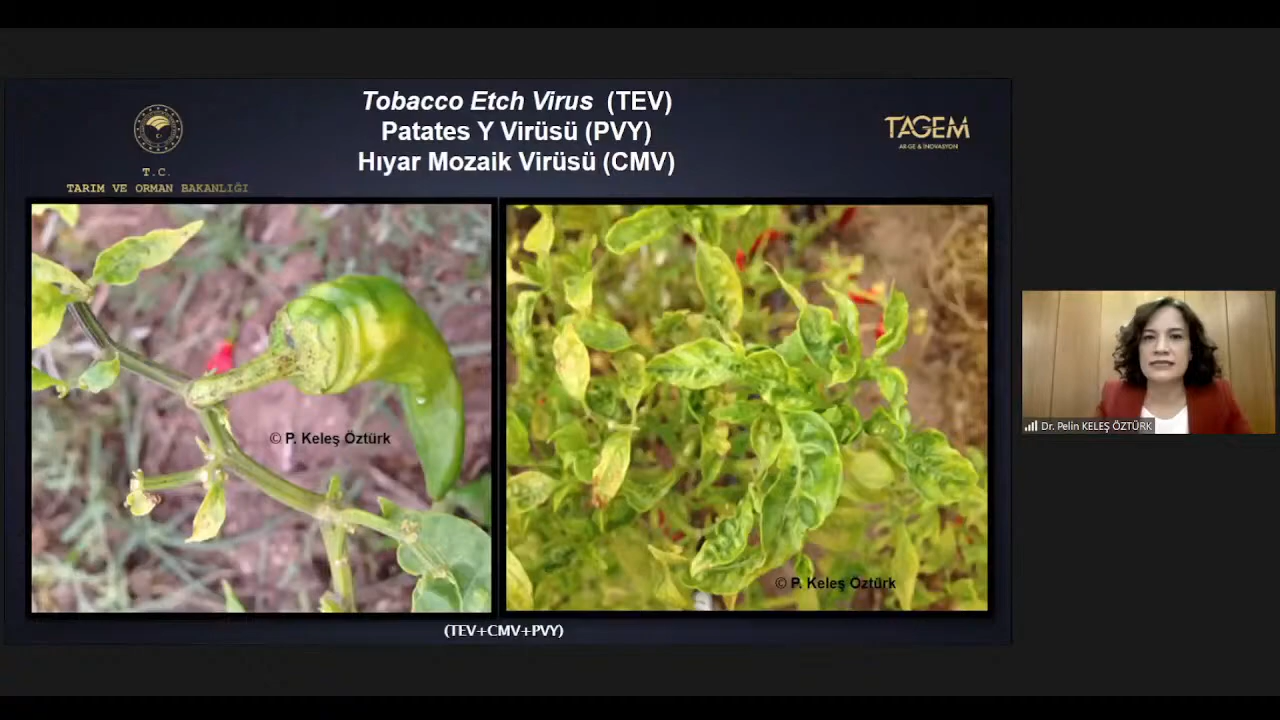 Tobacco Etch Virus (TEV)
Patates Y Virüsü (PVY)
Hıyar Mozaik Virüsü (CMV)
T.C.
TARIM VE ORMAN BAKANLIĞI
TAGEM
AR-GE & İNOVASYON
© P. Keleş Öztürk
© P. Keleş Öztürk
(TEV+CMV+PVY)
Dr. Pelin KELEŞ ÖZTÜRK